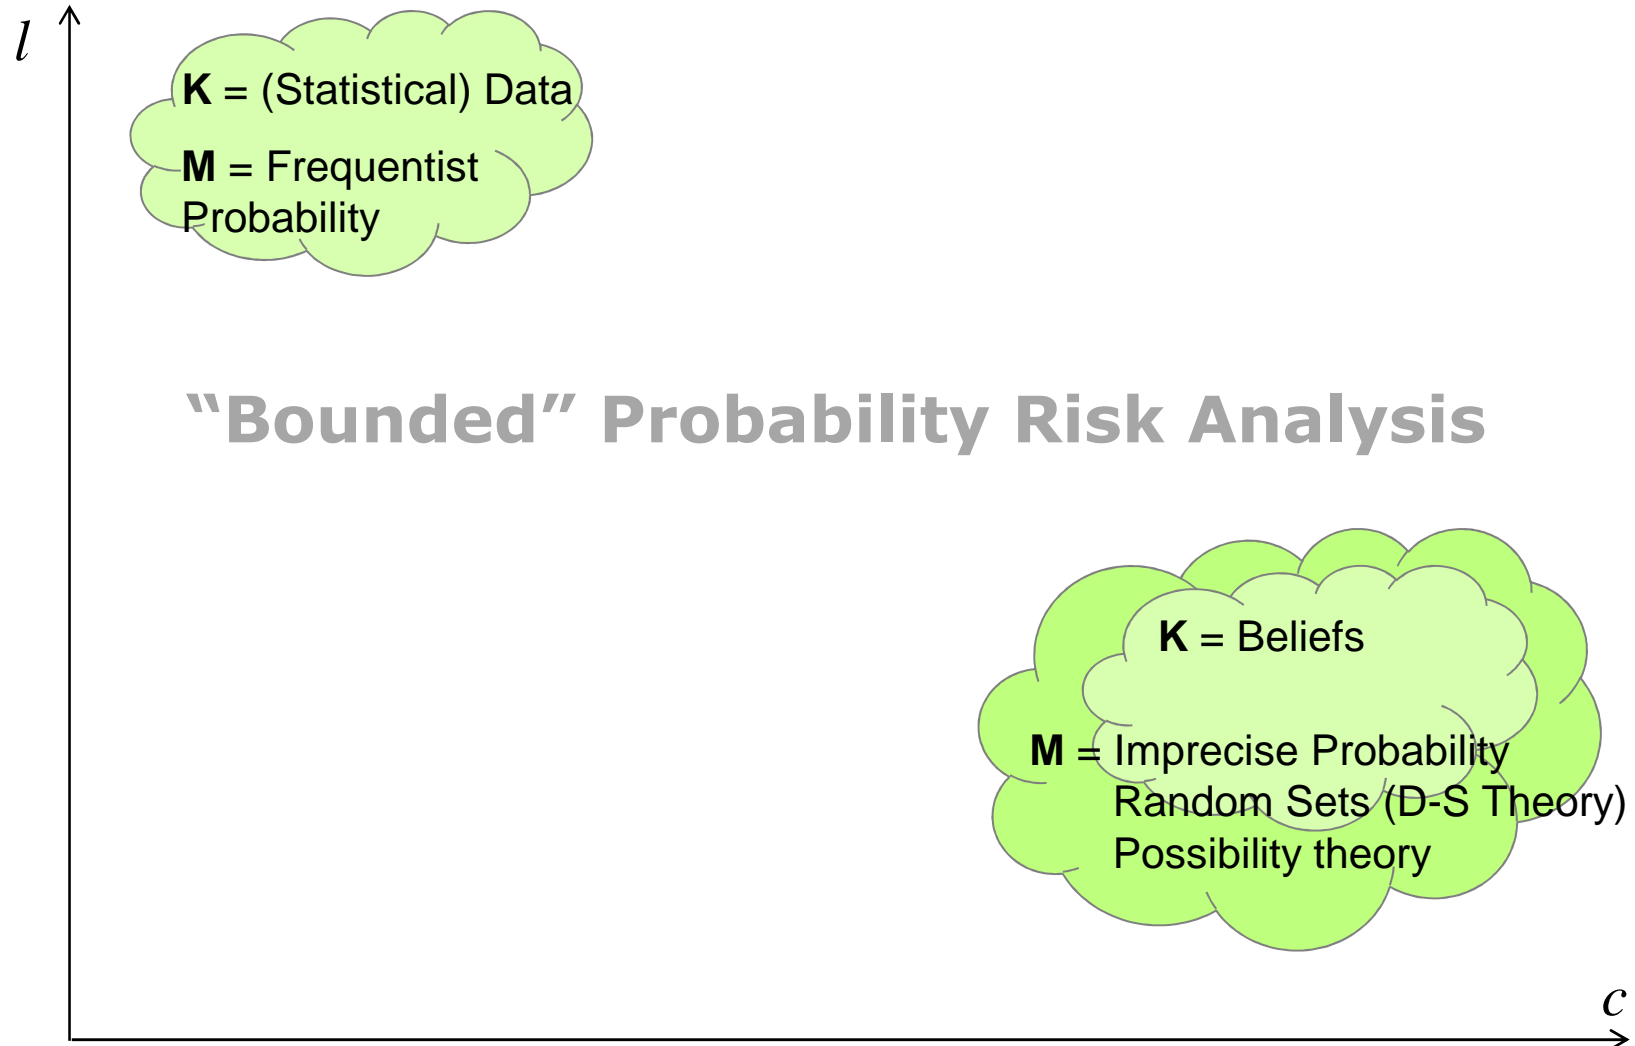 l
K = (Statistical) Data
M = Frequentist
Probability
“Bounded” Probability Risk Analysis
K = Beliefs
M = Imprecise Probability
Random Sets (D-S Theory)
Possibility theory
c